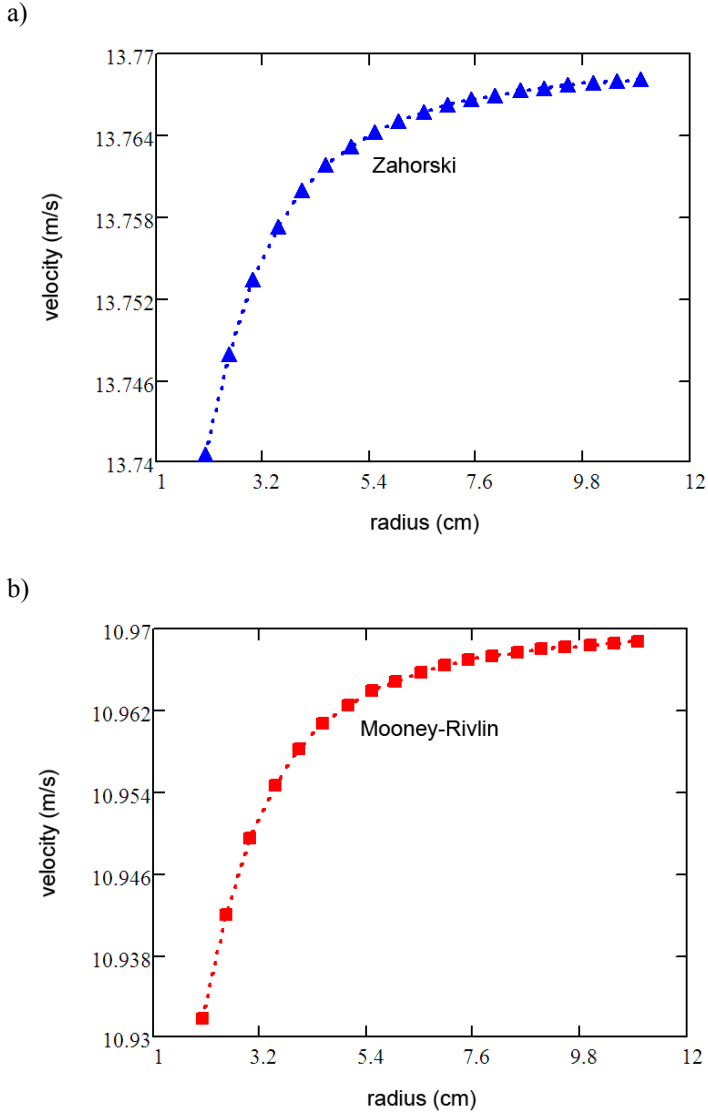 a)
13.77
13.764
13.758
13.752
13.746
13.74
velocity (m/s)
Zahorski
1 3.2 5.4 7.6 9.8 12
radius (cm)
b)
10.97
10.962
10.954
10.946
10.938
10.93
velocity (m/s)
Mooney-Rivlin
1 3.2 5.4 7.6 9.8 12
radius (cm)